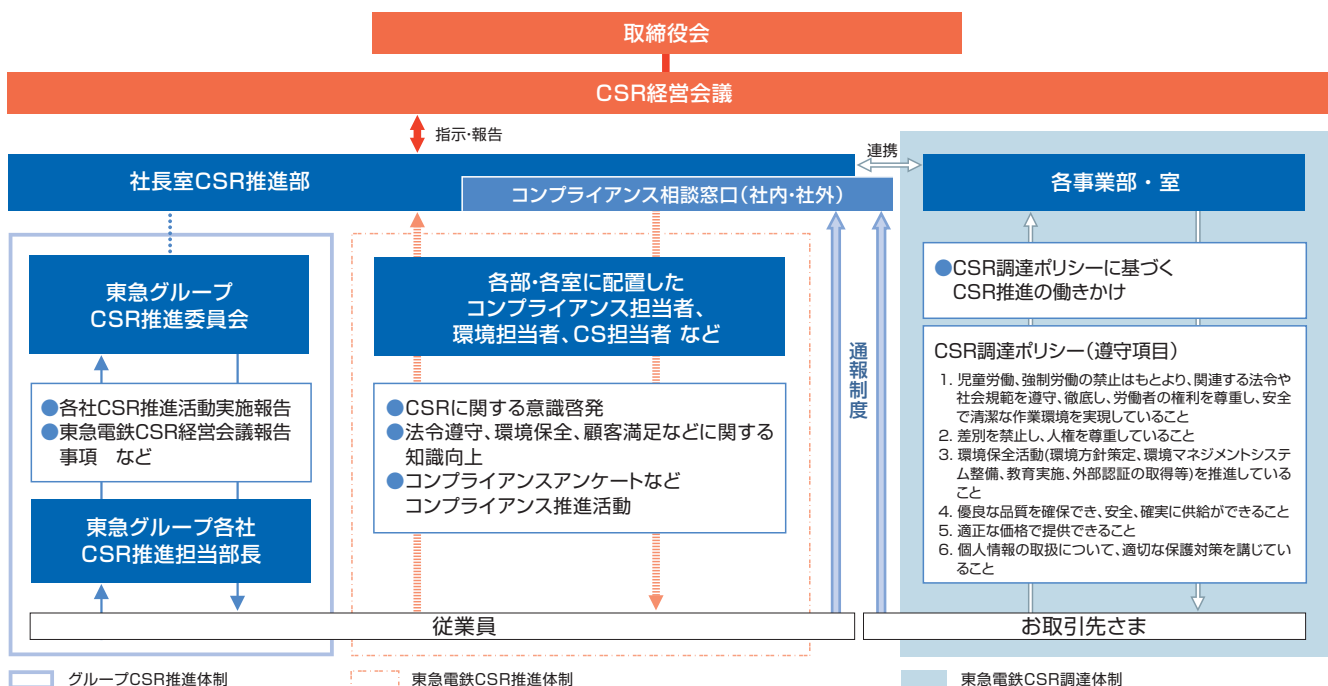 取締役会
CSR経営会議
指示・報告
連携
社長室CSR推進部
コンプライアンス相談窓口(社内・社外)
各事業部・室
東急グループ
CSR推進委員会
●各社CSR推進活動実施報告
●東急電鉄CSR経営会議報告
事項 など
東急グループ各社
CSR推進担当部長
各部・各室に配置した
コンプライアンス担当者、
環境担当者、CS担当者 など
●CSRに関する意識啓発
●法令遵守、環境保全、顧客満足などに関する
知識向上
●コンプライアンスアンケートなど
コンプライアンス推進活動
通報制度
●CSR調達ポリシーに基づく
CSR推進の働きかけ
CSR調達ポリシー(遵守項目)
1. 児童労働、強制労働の禁止はもとより、関連する法令や
社会規範を遵守、徹底し、労働者の権利を尊重し、安全
で清潔な作業環境を実現していること
2. 差別を禁止し、人権を尊重していること
3. 環境保全活動(環境方針策定、環境マネジメントシステ
ム整備、教育実施、外部認証の取得等)を推進している
こと
4. 優良な品質を確保でき、安全、確実に供給ができること
5. 適正な価格で提供できること
6. 個人情報の取扱について、適切な保護対策を講じてい
ること
従業員
お取引先さま
グループCSR推進体制
東急電鉄CSR推進体制
東急電鉄CSR調達体制